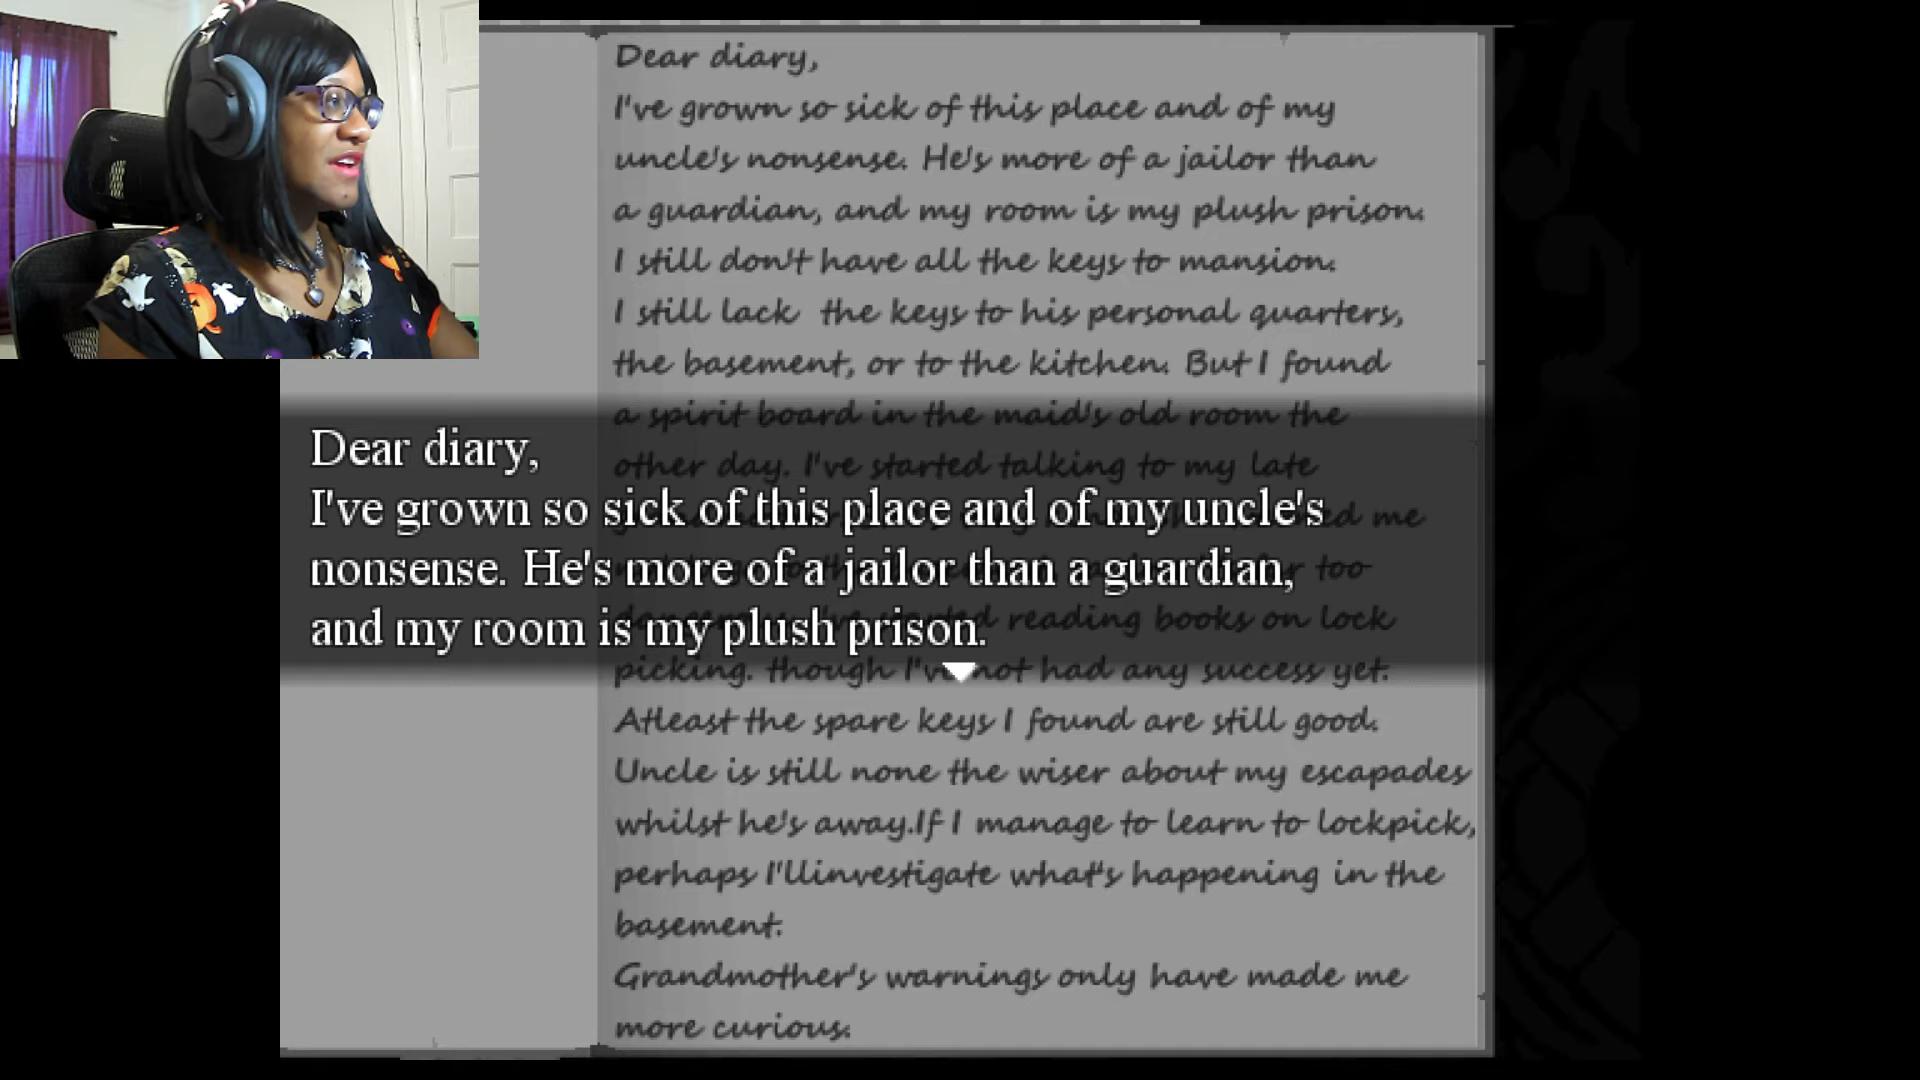 Dear diary,
I've grown so sick of this place and of my
uncle's nonsense. He's more of a jailor than
a guardian, and my room is my plush prison.
I still don't have all the keys to mansion.
I still lack the keys to his personal quarters,
the basement, or to the kitchen. But I found
a spirit board in the maid's old room the
other day. I've started talking to my late
me
too
reading books on lock
picking. though I've not had any success yet.
Atleast the spare keys I found are still good.
Uncle is still none the wiser about my escapades
whilst he's away.If I manage to learn to lockpick,
perhaps I'llinvestigate what's happening in the
basement.
Grandmother's warnings only have made me
more curious.
Dear diary,
I've grown so sick of this place and of my uncle's
nonsense. He's more of a jailor than a guardian,
and my room is my plush prison.